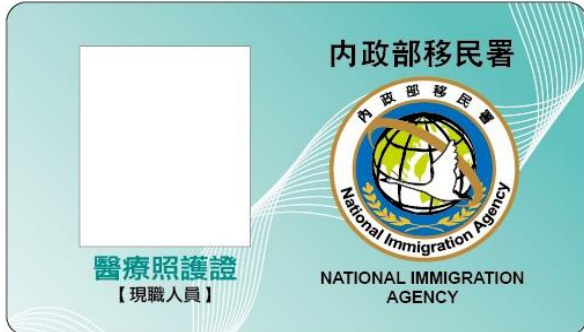 內政部移民署
內政部移民署
National Immigration Agency
醫療照護證
【現職人員】
NATIONAL IMMIGRATION
AGENCY